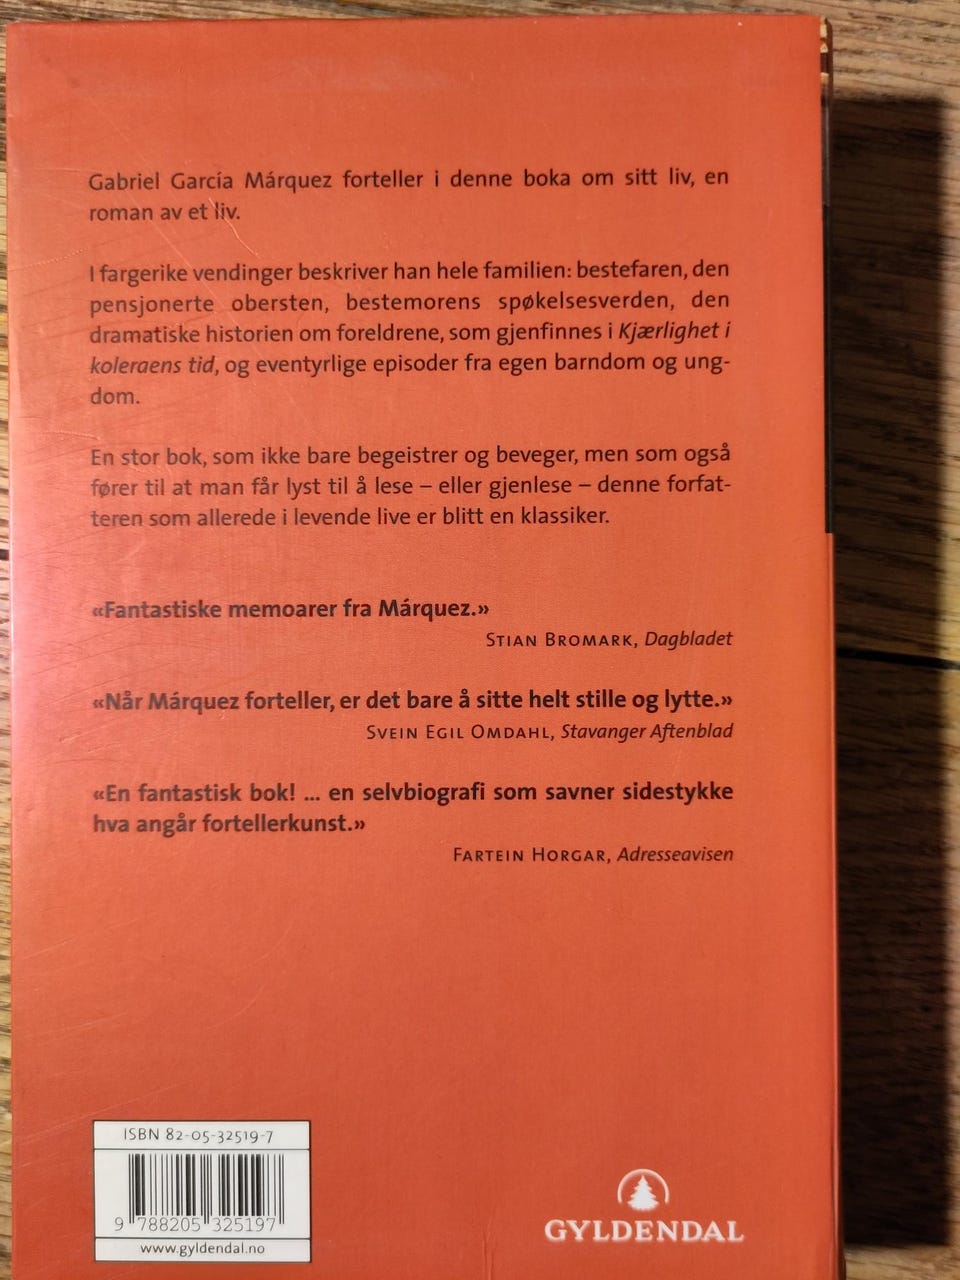 Gabriel García Márquez forteller i denne boka om sitt liv, en
roman av et liv.
I fargerike vendinger beskriver han hele familien: bestefaren, den
pensjonerte obersten, bestemorens spøkelsesverden, den
dramatiske historien om foreldrene, som gjenfinnes i Kjærlighet i
koleraens tid, og eventyrlige episoder fra egen barndom og ung-
dom.
En stor bok, som ikke bare begeistrer og beveger, men som også
fører til at man får lyst til å lese – eller gjenlese – denne forfat-
teren som allerede i levende live er blitt en klassiker.
«Fantastiske memoarer fra Márquez.»
Stian Bromark, Dagbladet
«Når Márquez forteller, er det bare å sitte helt stille og lytte.»
Svein Egil Omdahl, Stavanger Aftenblad
«En fantastisk bok! ... en selvbiografi som savner sidestykke
hva angår fortellerkunst.»
Fartein Horgar, Adresseavisen
ISBN 82-05-32519-7
9 788205 325197
www.gyldendal.no
GYLDENDAL